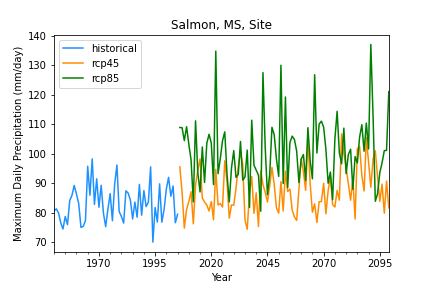 Salmon, MS, Site
Maximum Daily Precipitation (mm/day)
140
130
120
110
100
90
80
70
historical
rcp45
rcp85
1970 1995 2020 2045 2070 2095
Year